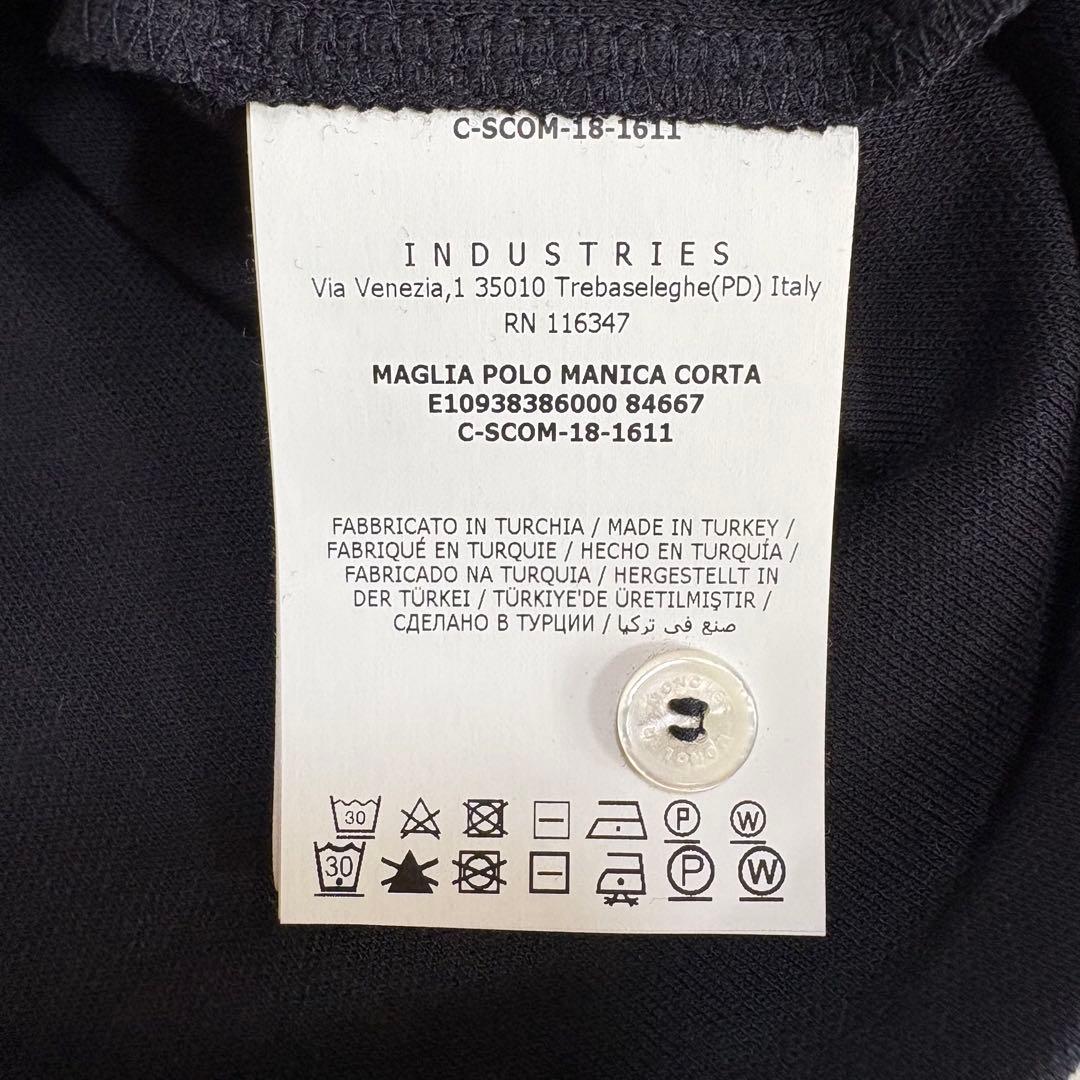 C-SCOM-18-1611
INDUSTRIES
Via Venezia,1 35010 Trebaseleghe(PD) Italy
RN 116347
MAGLIA POLO MANICA CORTA
E10938386000 84667
C-SCOM-18-1611
FABBRICATO IN TURCHIA / MADE IN TURKEY /
FABRIQUÉ EN TURQUIE / HECHO EN TURQUÍA /
FABRICADO NA TURQUIA / HERGESTELLT IN
DER TÜRKEI / TÜRKIYE'DE ÜRETILMIŞTIR /
СДЕЛАНО В ТУРЦИИ / صنع في تركيا
30 P W
30 P W